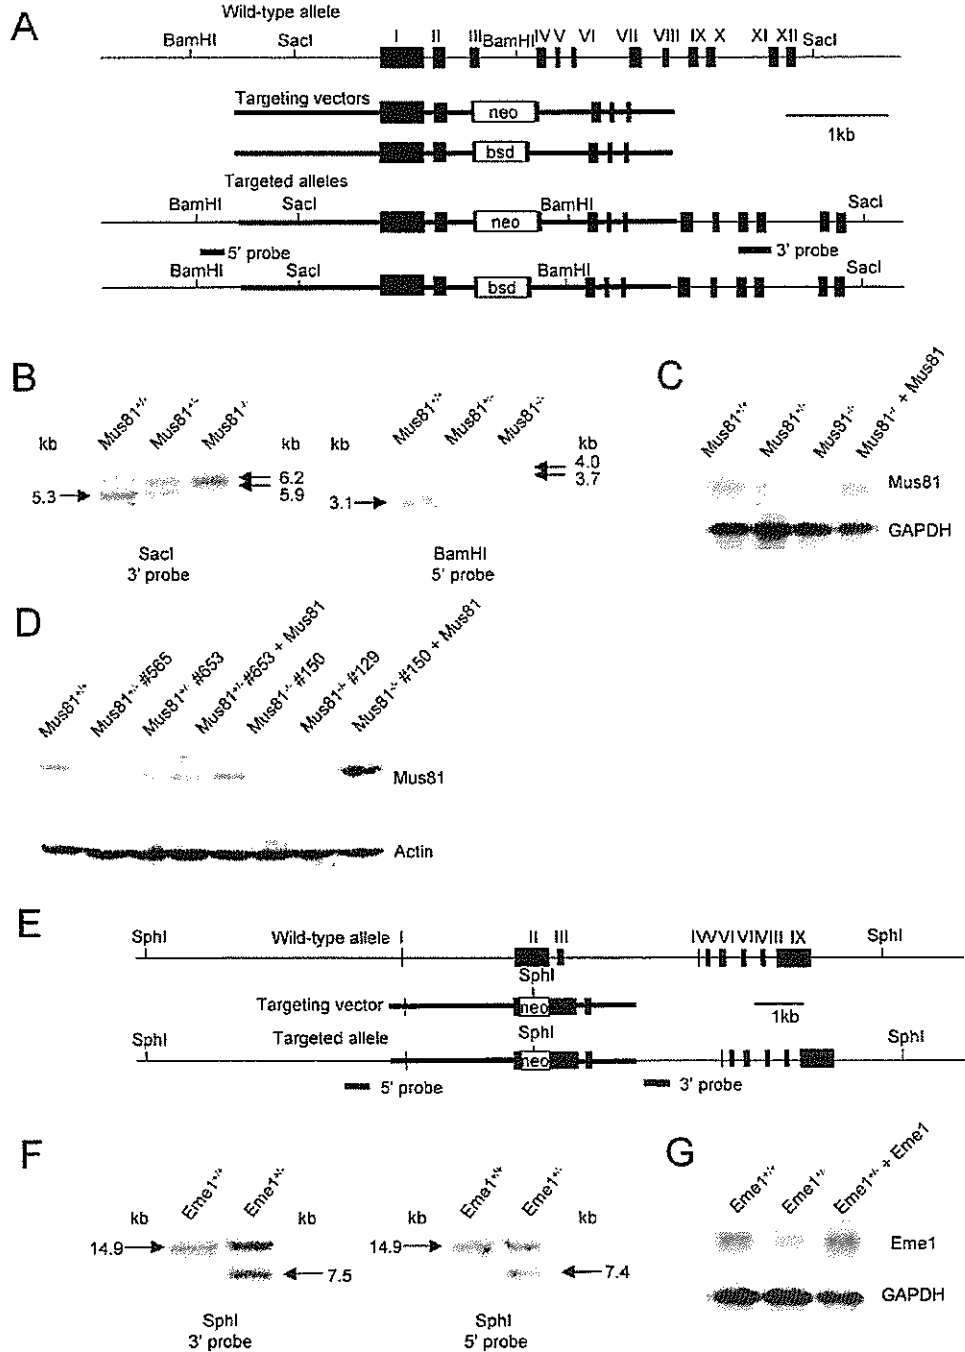 A
Wild-type allele
BamHI SacI I II III BamHI IV V VI VII VIII IX X XI XII SacI
Targeting vectors
neo
1kb
bsd
Targeted alleles
BamHI SacI BamHI SacI
neo
5' probe 3' probe
BamHI SacI BamHI SacI
bsd
B
kb Mus81+/+ Mus81+/- Mus81-/- kb
5.3 6.2
5.9
SacI
3' probe
kb Mus81+/+ Mus81+/- Mus81-/- kb
4.0
3.7
3.1
BamHI
5' probe
C
Mus81+/+ Mus81+/- Mus81-/- Mus81-/- + Mus81
Mus81
GAPDH
D
Mus81+/+ Mus81+/- #565 Mus81+/- #653 Mus81+/- #653 + Mus81 Mus81-/- #150 Mus81-/- #129 Mus81-/- #150 + Mus81
Mus81
Actin
E
SphI Wild-type allele I II III IV V VI VII VIII IX SphI
SphI
Targeting vector neo
1kb
SphI Targeted allele SphI SphI
neo
5' probe 3' probe
F
kb Eme1+/+ Eme1+/- kb
14.9
7.5
SphI
3' probe
kb Eme1+/+ Eme1+/- kb
14.9
7.4
SphI
5' probe
G
Eme1+/+ Eme1+/- Eme1+/- + Eme1
Eme1
GAPDH